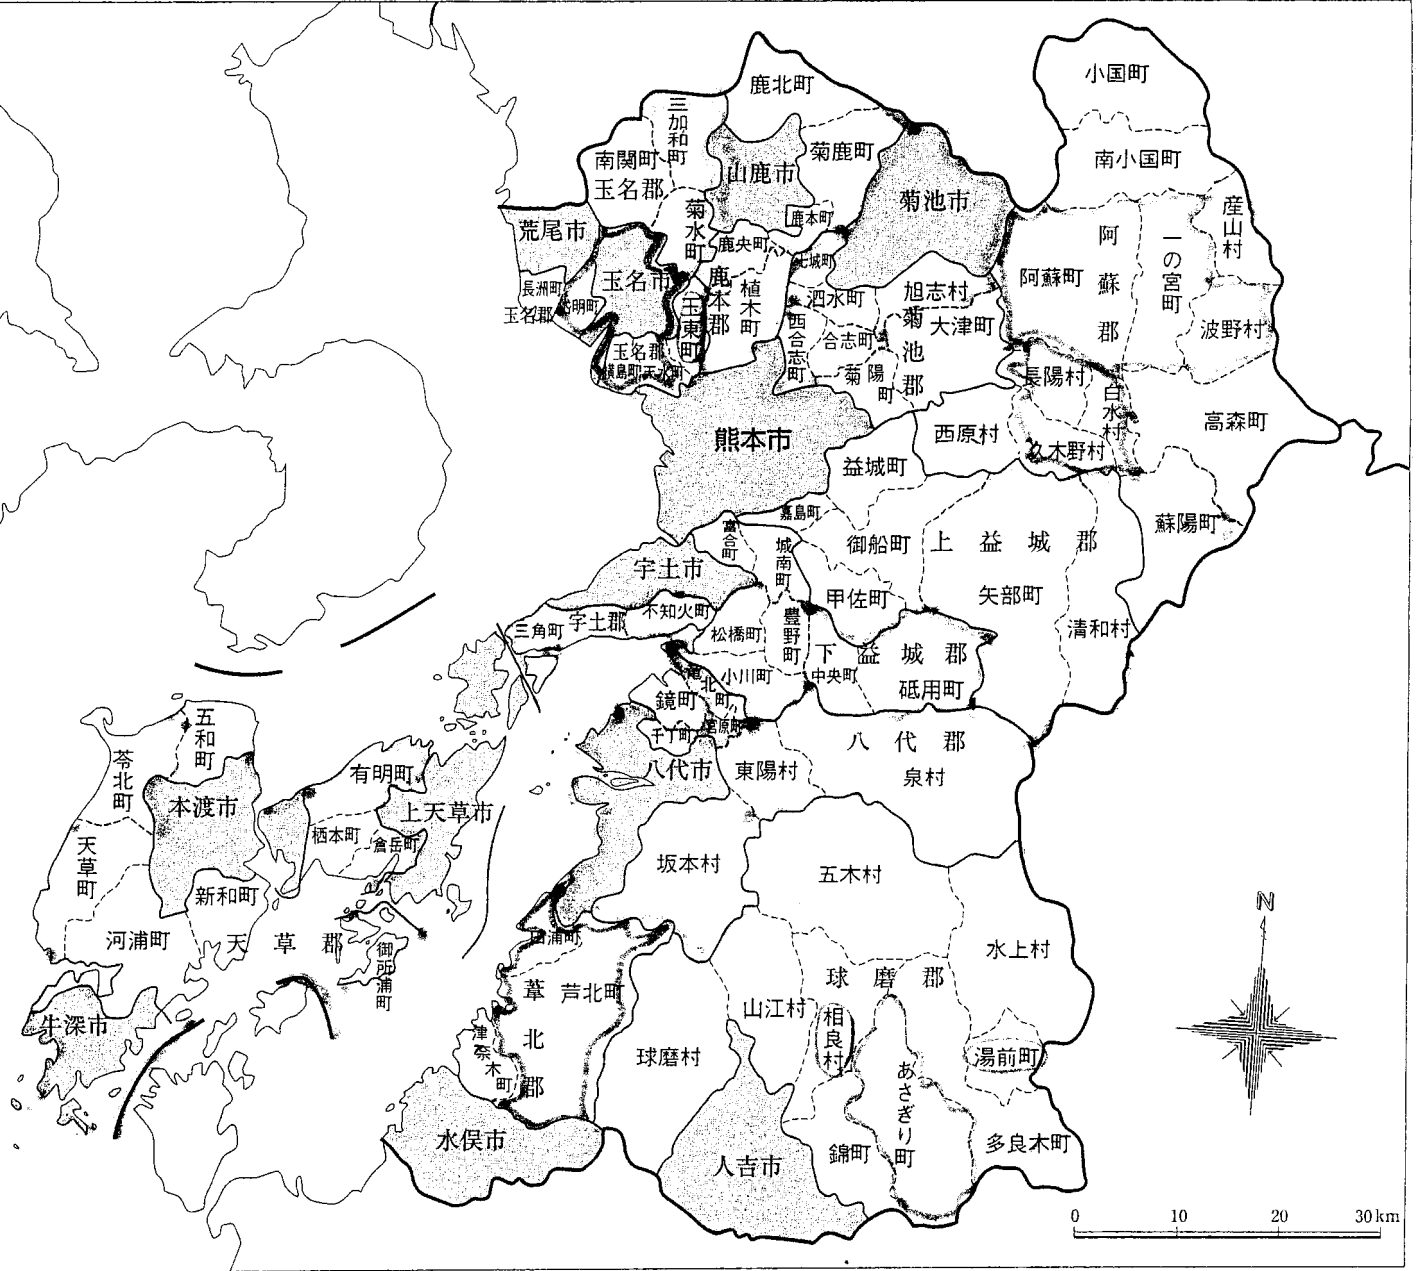 小国町
鹿北町
三加和町
南小国町
南関町
玉名郡
菊鹿町
山鹿市
菊池市
菊水町
鹿本町
産山村
荒尾市
鹿央町
阿蘇郡
一の宮町
七城町
阿蘇町
玉名市
鹿本郡
植木町
長洲町
岱明町
玉名郡
泗水町
旭志村
菊池郡
大津町
玉東町
西合志町
合志町
波野村
玉名郡
横島町
天水町
菊陽町
長陽村
白水村
高森町
熊本市
西原村
久木野村
益城町
嘉島町
蘇陽町
富合町
城南町
御船町
上益城郡
宇土市
甲佐町
矢部町
不知火町
宇土郡
三角町
松橋町
豊野町
清和村
下益城郡
中央町
砥用町
小川町
竜北町
鏡町
宮原町
千丁町
八代郡
八代市
東陽村
泉村
五和町
苓北町
有明町
本渡市
上天草市
栖本町
倉岳町
天草町
新和町
坂本村
五木村
河浦町
天草郡
御所浦町
田浦町
水上村
芦北町
葦北郡
球磨郡
山江村
相良村
牛深市
津奈木町
球磨村
湯前町
あさぎり町
水俣市
人吉市
錦町
多良木町
N
0 10 20 30km